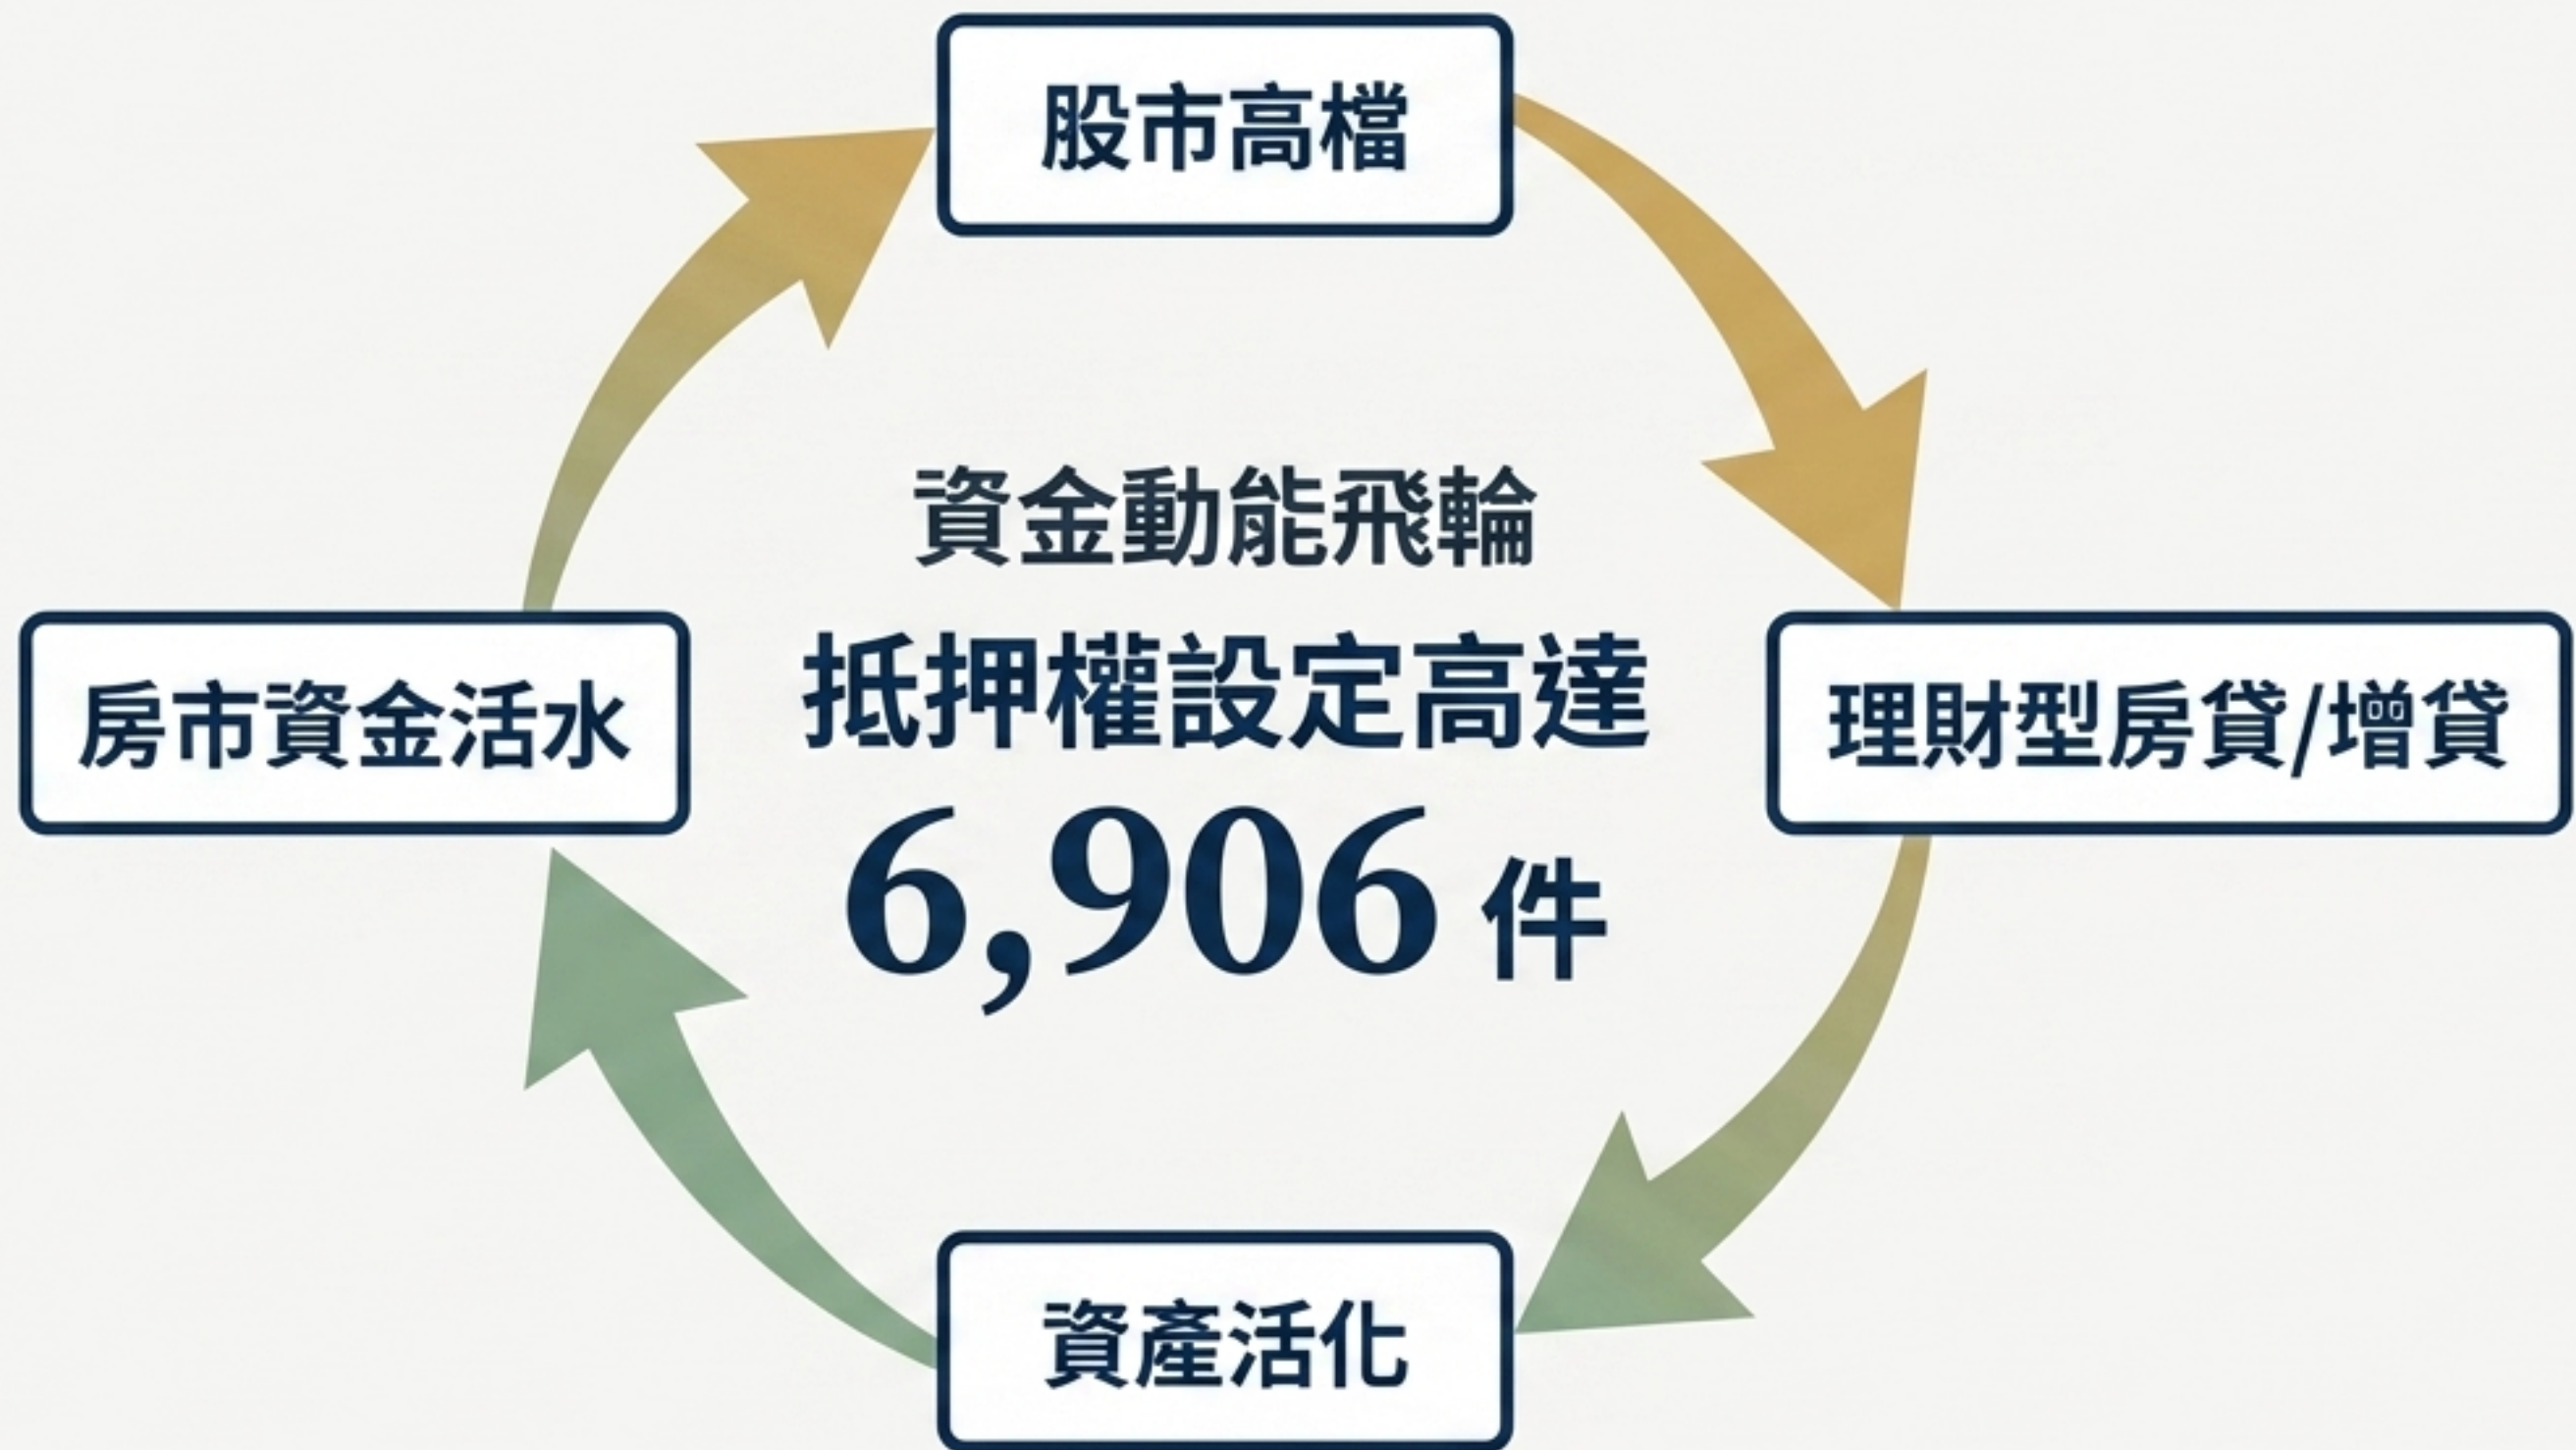 股市高檔
資金動能飛輪
抵押權設定高達
6,906 件
房市資金活水
理財型房貸/增貸
資產活化